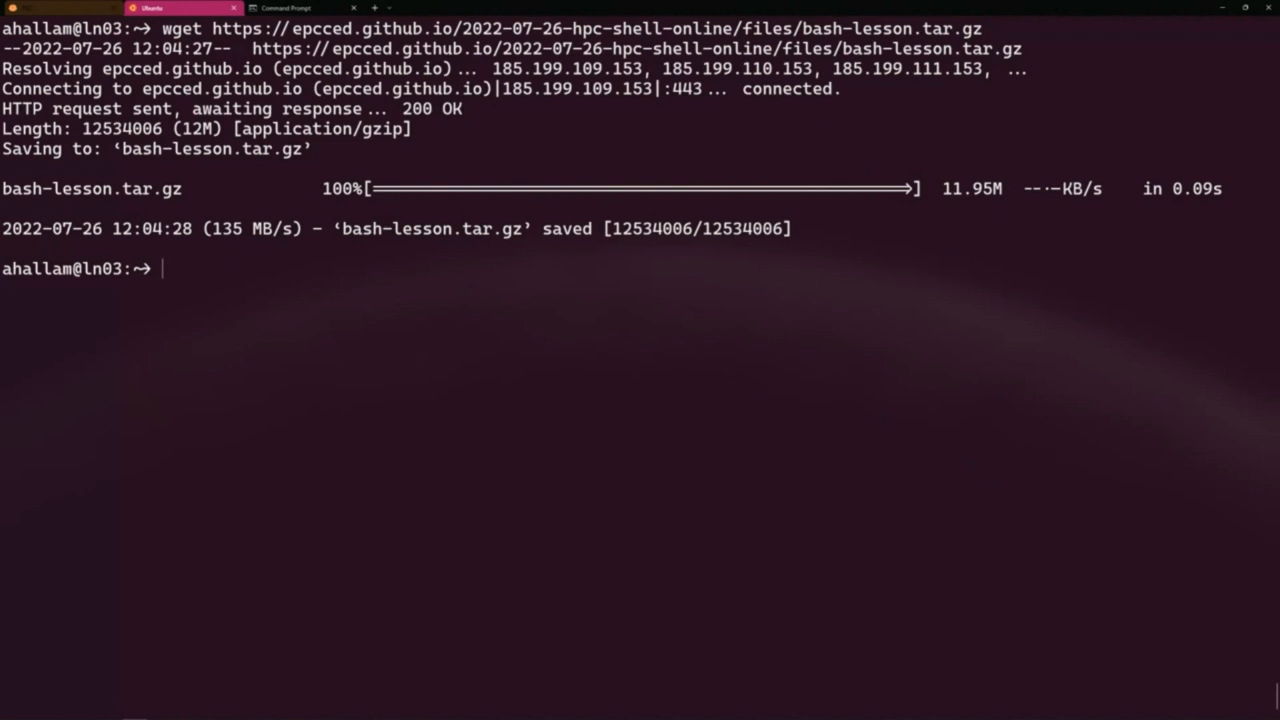 Ubuntu
Command Prompt
ahallam@ln03:~> wget https://epcced.github.io/2022-07-26-hpc-shell-online/files/bash-lesson.tar.gz
--2022-07-26 12:04:27--  https://epcced.github.io/2022-07-26-hpc-shell-online/files/bash-lesson.tar.gz
Resolving epcced.github.io (epcced.github.io)... 185.199.109.153, 185.199.110.153, 185.199.111.153, ...
Connecting to epcced.github.io (epcced.github.io)|185.199.109.153|:443... connected.
HTTP request sent, awaiting response... 200 OK
Length: 12534006 (12M) [application/gzip]
Saving to: ‘bash-lesson.tar.gz’
bash-lesson.tar.gz 100%[======================================================>] 11.95M --.-KB/s in 0.09s
2022-07-26 12:04:28 (135 MB/s) - ‘bash-lesson.tar.gz’ saved [12534006/12534006]
ahallam@ln03:~>